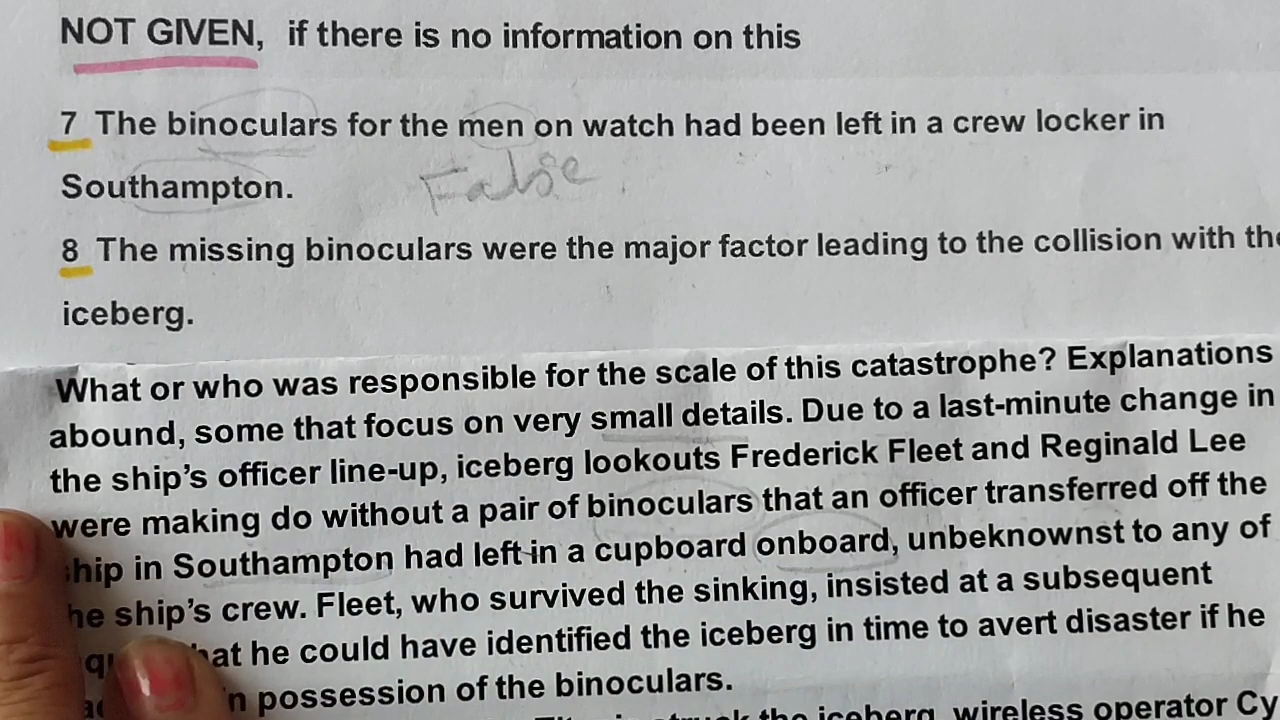 NOT GIVEN, if there is no information on this
7 The binoculars for the men on watch had been left in a crew locker in
Southampton.
False
8 The missing binoculars were the major factor leading to the collision with the
iceberg.
What or who was responsible for the scale of this catastrophe? Explanations
abound, some that focus on very small details. Due to a last-minute change in
the ship's officer line-up, iceberg lookouts Frederick Fleet and Reginald Lee
were making do without a pair of binoculars that an officer transferred off the
hip in Southampton had left in a cupboard onboard, unbeknownst to any of
he ship's crew. Fleet, who survived the sinking, insisted at a subsequent
hat he could have identified the iceberg in time to avert disaster if he
n possession of the binoculars.
the iceberg, wireless operator Cy